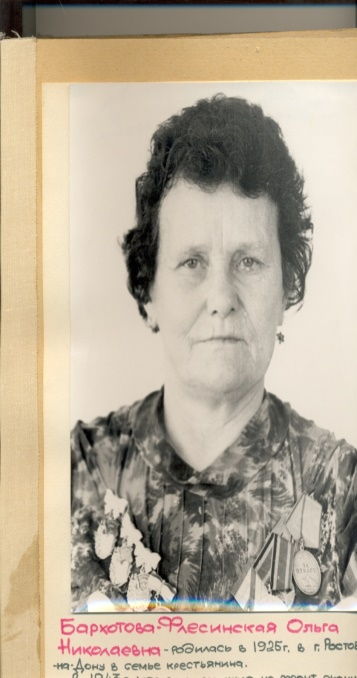 Бархотова-Флесинская Ольга
Николаевна - родилась в 1925г. в г. Ростов
-на-Дону в семье крестьянина.